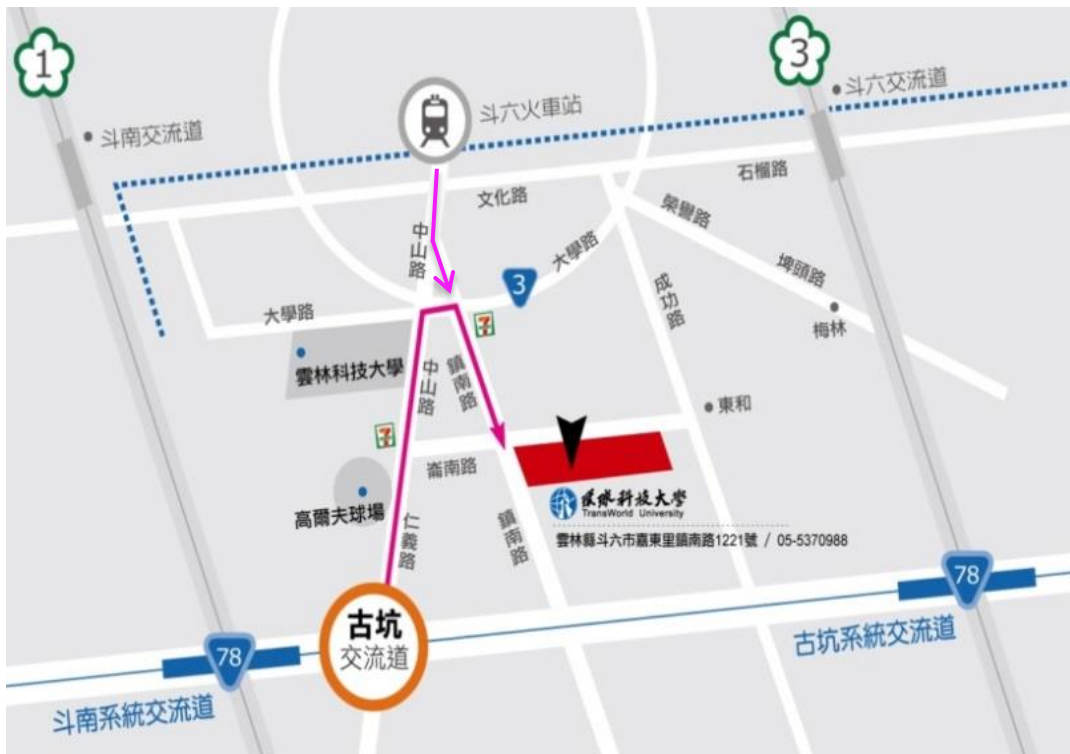 1
3
斗六交流道
斗南交流道
斗六火車站
石榴路
文化路
榮譽路
中山路
大學路
埤頭路
3
成功路
大學路
梅林
7
雲林科技大學
中山路
鎮南路
東和
7
崙南路
高爾夫球場
環球科技大學
TransWorld University
仁義路
鎮南路
雲林縣斗六市嘉東里鎮南路1221號 / 05-5370988
78
古坑
交流道
古坑系統交流道
78
斗南系統交流道